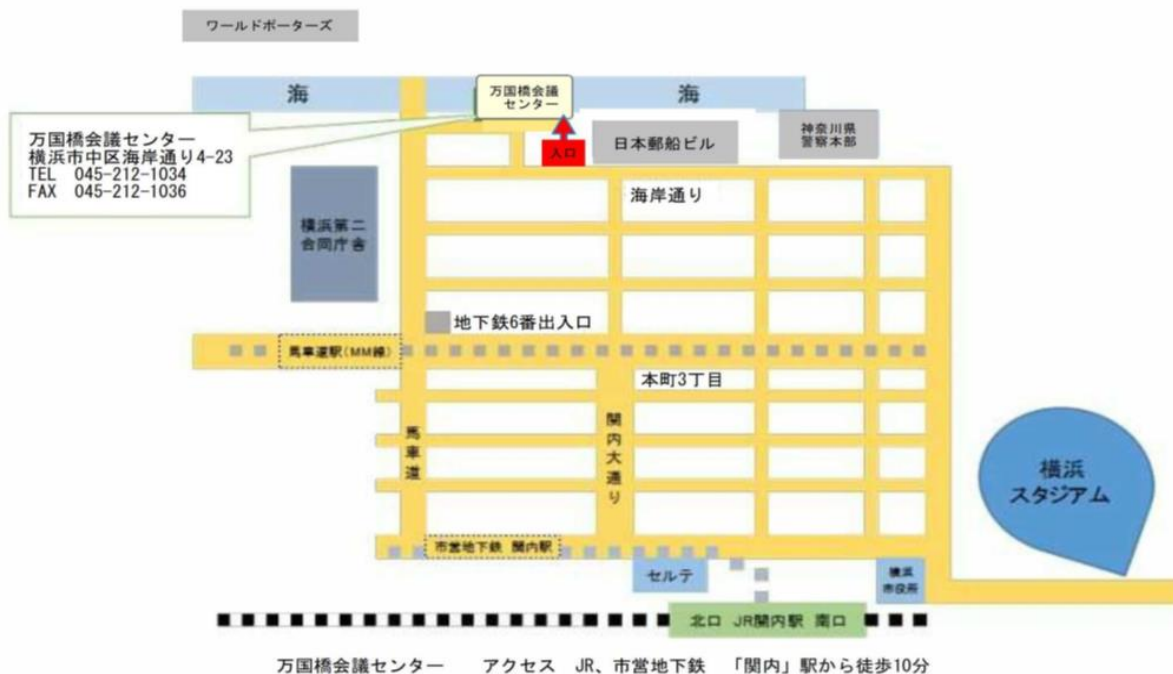 ワールドポーターズ
海
万国橋会議
センター
海
万国橋会議センター
横浜市中区海岸通り4-23
TEL 045-212-1034
FAX 045-212-1036
入口
日本郵船ビル
神奈川県
警察本部
海岸通り
横浜第二
合同庁舎
地下鉄6番出入口
馬車道駅(MM線)
本町3丁目
馬車道
関内大通り
横浜
スタジアム
市営地下鉄 関内駅
セルテ
横浜
市役所
北口 JR関内駅 南口
万国橋会議センター アクセス JR、市営地下鉄 「関内」駅から徒歩10分